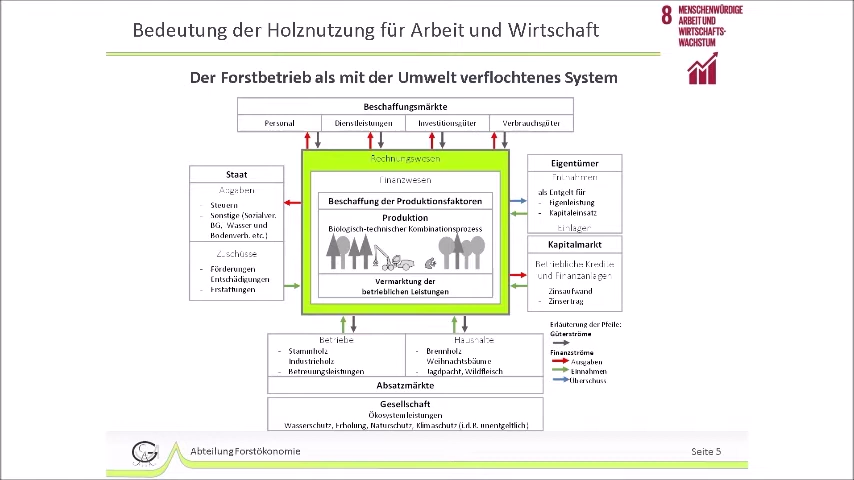 Bedeutung der Holznutzung für Arbeit und Wirtschaft
8 MENSCHENWÜRDIGE
ARBEIT UND
WIRTSCHAFTS-
WACHSTUM
Der Forstbetrieb als mit der Umwelt verflochtenes System
Beschaffungsmärkte
Personal
Dienstleistungen
Investitionsgüter
Verbrauchsgüter
Rechnungswesen
Finanzwesen
Beschaffung der Produktionsfaktoren
Produktion
Biologisch-technischer Kombinationsprozess
Vermarktung der
betrieblichen Leistungen
Staat
Abgaben
- Steuern
- Sonstige (Sozialver.
BG, Wasser und
Bodenverb. etc.)
Zuschüsse
- Förderungen
- Entschädigungen
- Erstattungen
Eigentümer
Entnahmen
als Entgelt für
- Eigenleistung
- Kapitaleinsatz
Einlagen
Kapitalmarkt
Betriebliche Kredite
und Finanzanlagen
- Zinsaufwand
- Zinsertrag
Betriebe
- Stammholz
- Industrieholz
- Betreuungsleistungen
Haushalte
- Brennholz
- Weihnachtsbäume
- Jagdpacht, Wildfleisch
Absatzmärkte
Gesellschaft
Ökosystemleistungen
Wasserschutz, Erholung, Naturschutz, Klimaschutz (i.d.R. unentgeltlich)
Erläuterung der Pfeile:
Güterströme
Finanzströme
Ausgaben
Einnahmen
Überschuss
Abteilung Forstökonomie
Seite 5